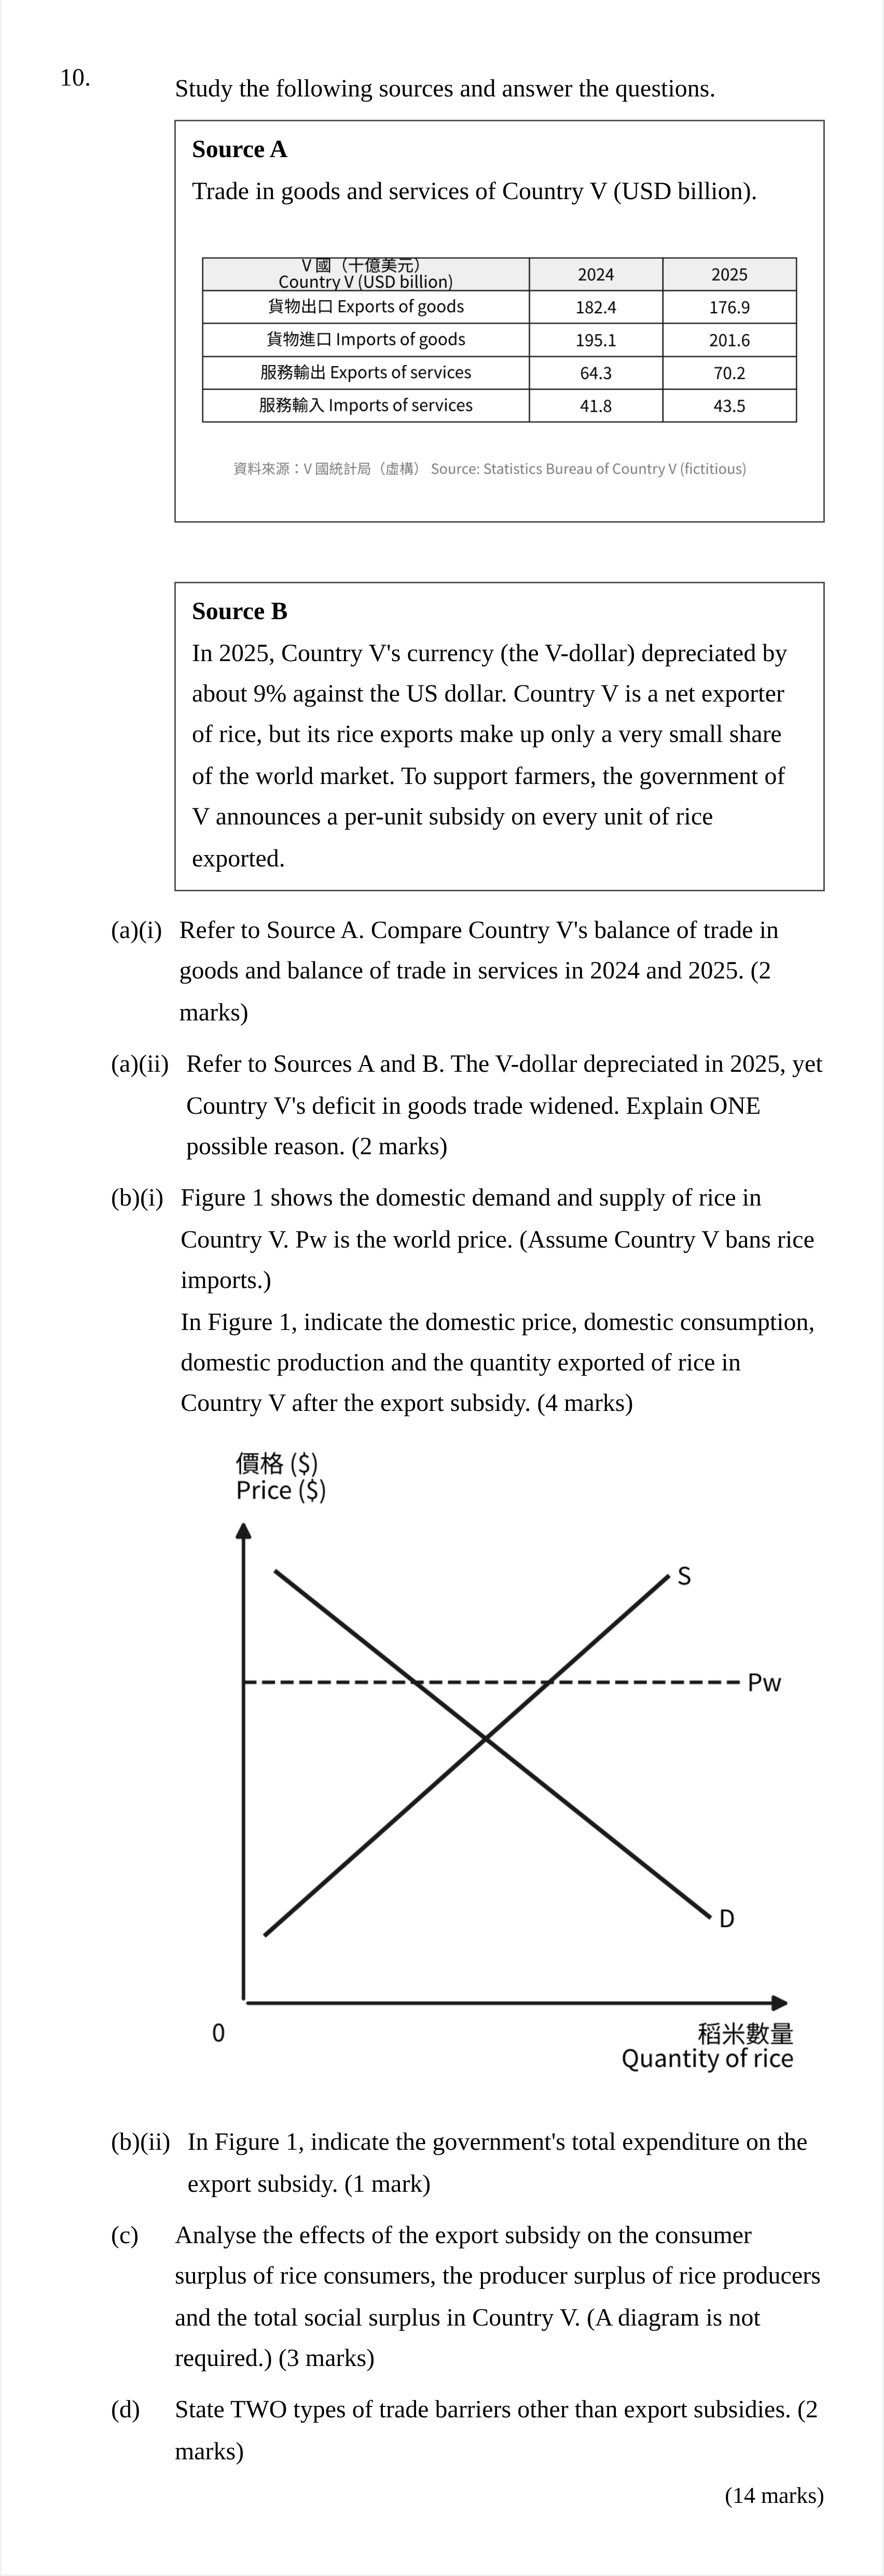 10.
Study the following sources and answer the questions.
Source A
Trade in goods and services of Country V (USD billion).
V 國（十億美元）
Country V (USD billion) 2024 2025
貨物出口 Exports of goods 182.4 176.9
貨物進口 Imports of goods 195.1 201.6
服務輸出 Exports of services 64.3 70.2
服務輸入 Imports of services 41.8 43.5
資料來源：V 國統計局（虛構） Source: Statistics Bureau of Country V (fictitious)
Source B
In 2025, Country V's currency (the V-dollar) depreciated by
about 9% against the US dollar. Country V is a net exporter
of rice, but its rice exports make up only a very small share
of the world market. To support farmers, the government of
V announces a per-unit subsidy on every unit of rice
exported.
(a)(i) Refer to Source A. Compare Country V's balance of trade in
goods and balance of trade in services in 2024 and 2025. (2
marks)
(a)(ii) Refer to Sources A and B. The V-dollar depreciated in 2025, yet
Country V's deficit in goods trade widened. Explain ONE
possible reason. (2 marks)
(b)(i) Figure 1 shows the domestic demand and supply of rice in
Country V. Pw is the world price. (Assume Country V bans rice
imports.)
In Figure 1, indicate the domestic price, domestic consumption,
domestic production and the quantity exported of rice in
Country V after the export subsidy. (4 marks)
價格 ($)
Price ($)
S
Pw
D
0
稻米數量
Quantity of rice
(b)(ii) In Figure 1, indicate the government's total expenditure on the
export subsidy. (1 mark)
(c) Analyse the effects of the export subsidy on the consumer
surplus of rice consumers, the producer surplus of rice producers
and the total social surplus in Country V. (A diagram is not
required.) (3 marks)
(d) State TWO types of trade barriers other than export subsidies. (2
marks)
(14 marks)